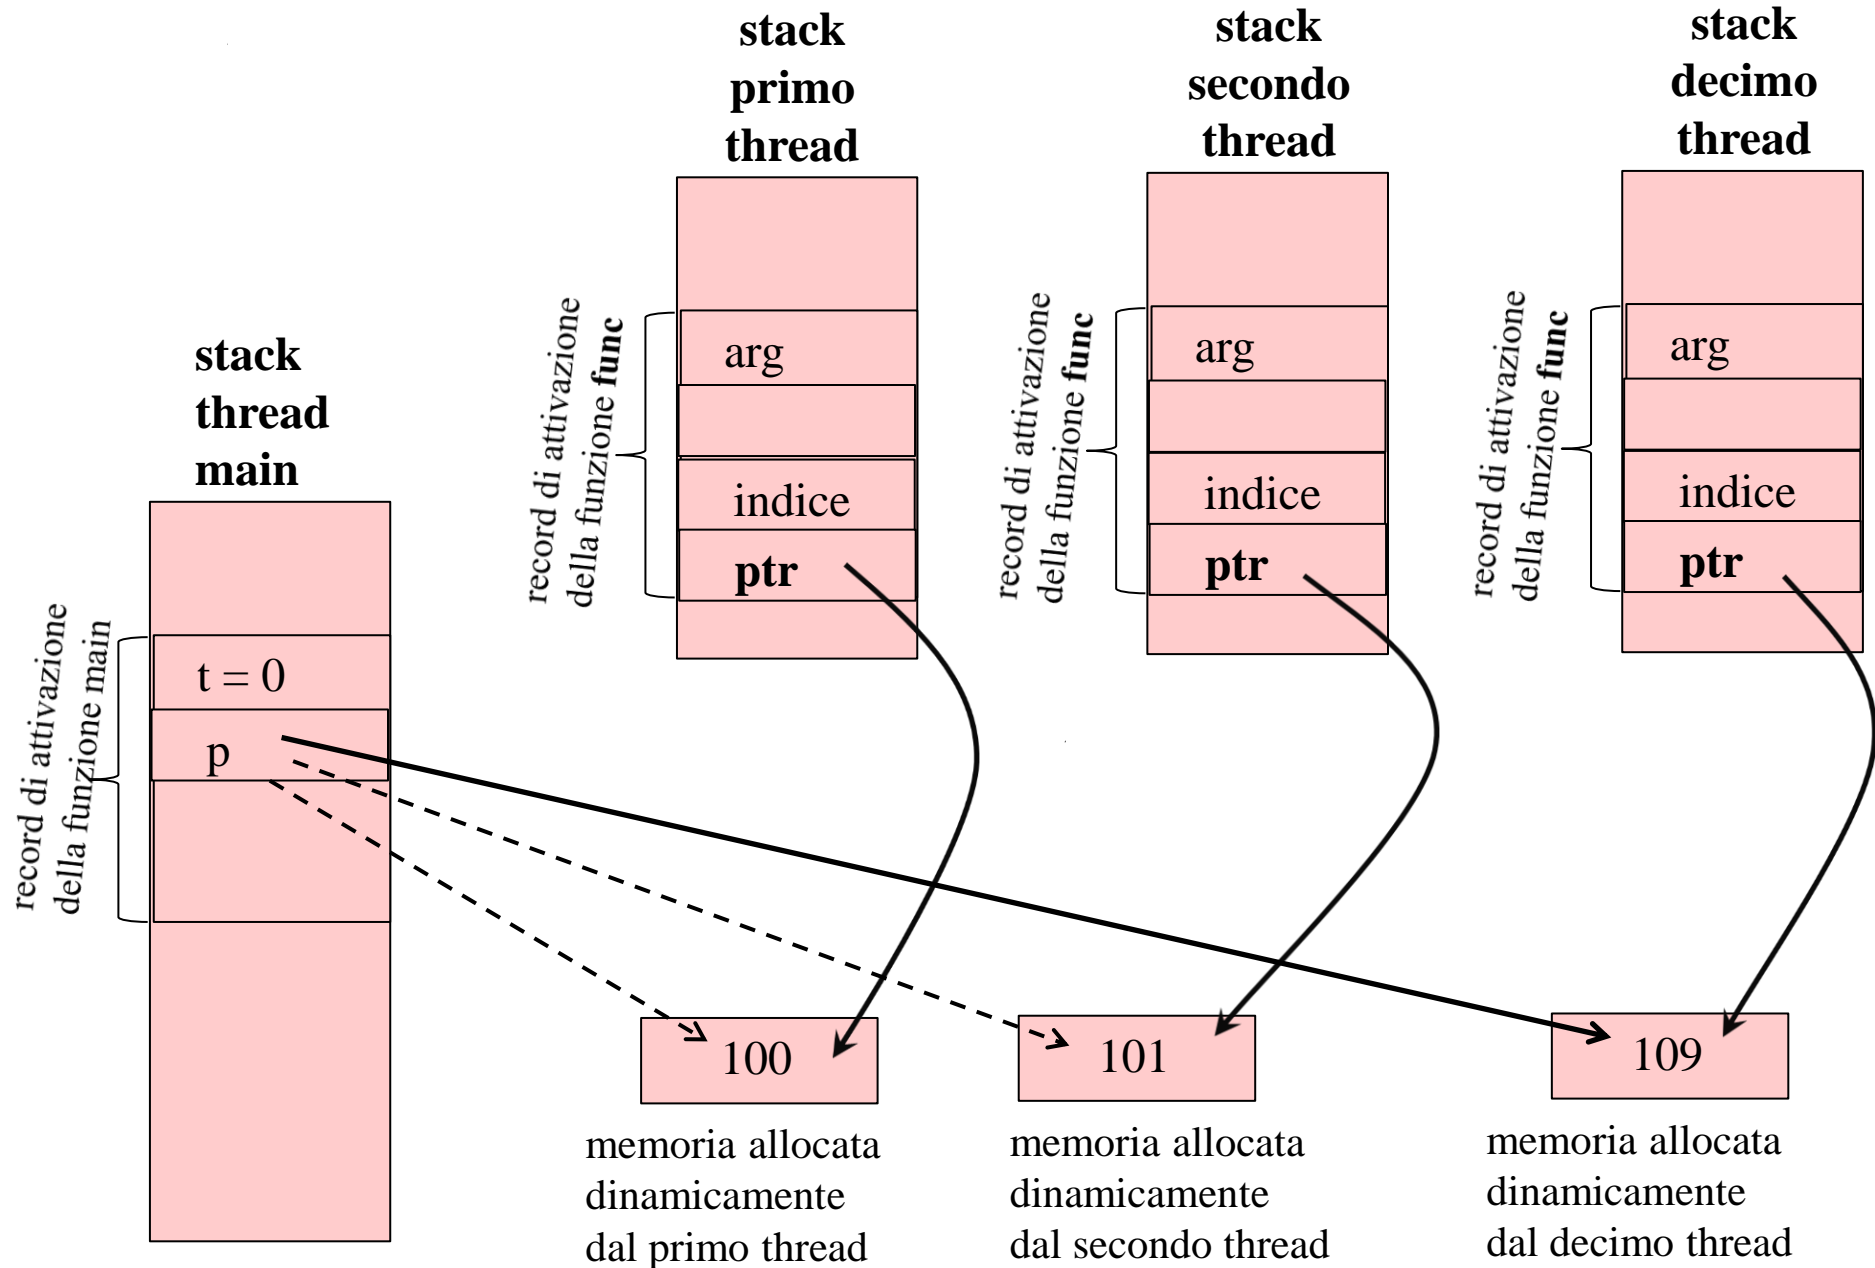 stack
primo
thread
stack
secondo
thread
stack
decimo
thread
record di attivazione
della funzione func
arg
indice
ptr
record di attivazione
della funzione func
arg
indice
ptr
record di attivazione
della funzione func
arg
indice
ptr
stack
thread
main
record di attivazione
della funzione main
t = 0
p
100
101
109
memoria allocata
dinamicamente
dal primo thread
memoria allocata
dinamicamente
dal secondo thread
memoria allocata
dinamicamente
dal decimo thread